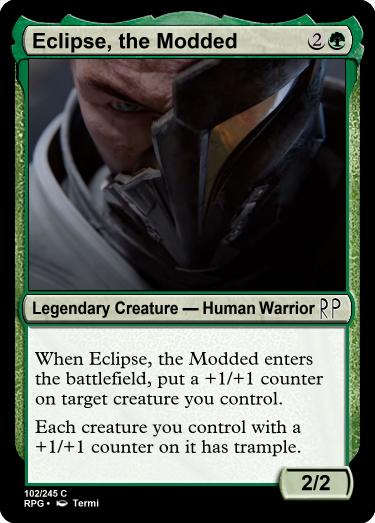 Eclipse, the Modded 2
Legendary Creature — Human Warrior RP
When Eclipse, the Modded enters
the battlefield, put a +1/+1 counter
on target creature you control.
Each creature you control with a
+1/+1 counter on it has trample.
2/2
102/245 C
RPG • Termi